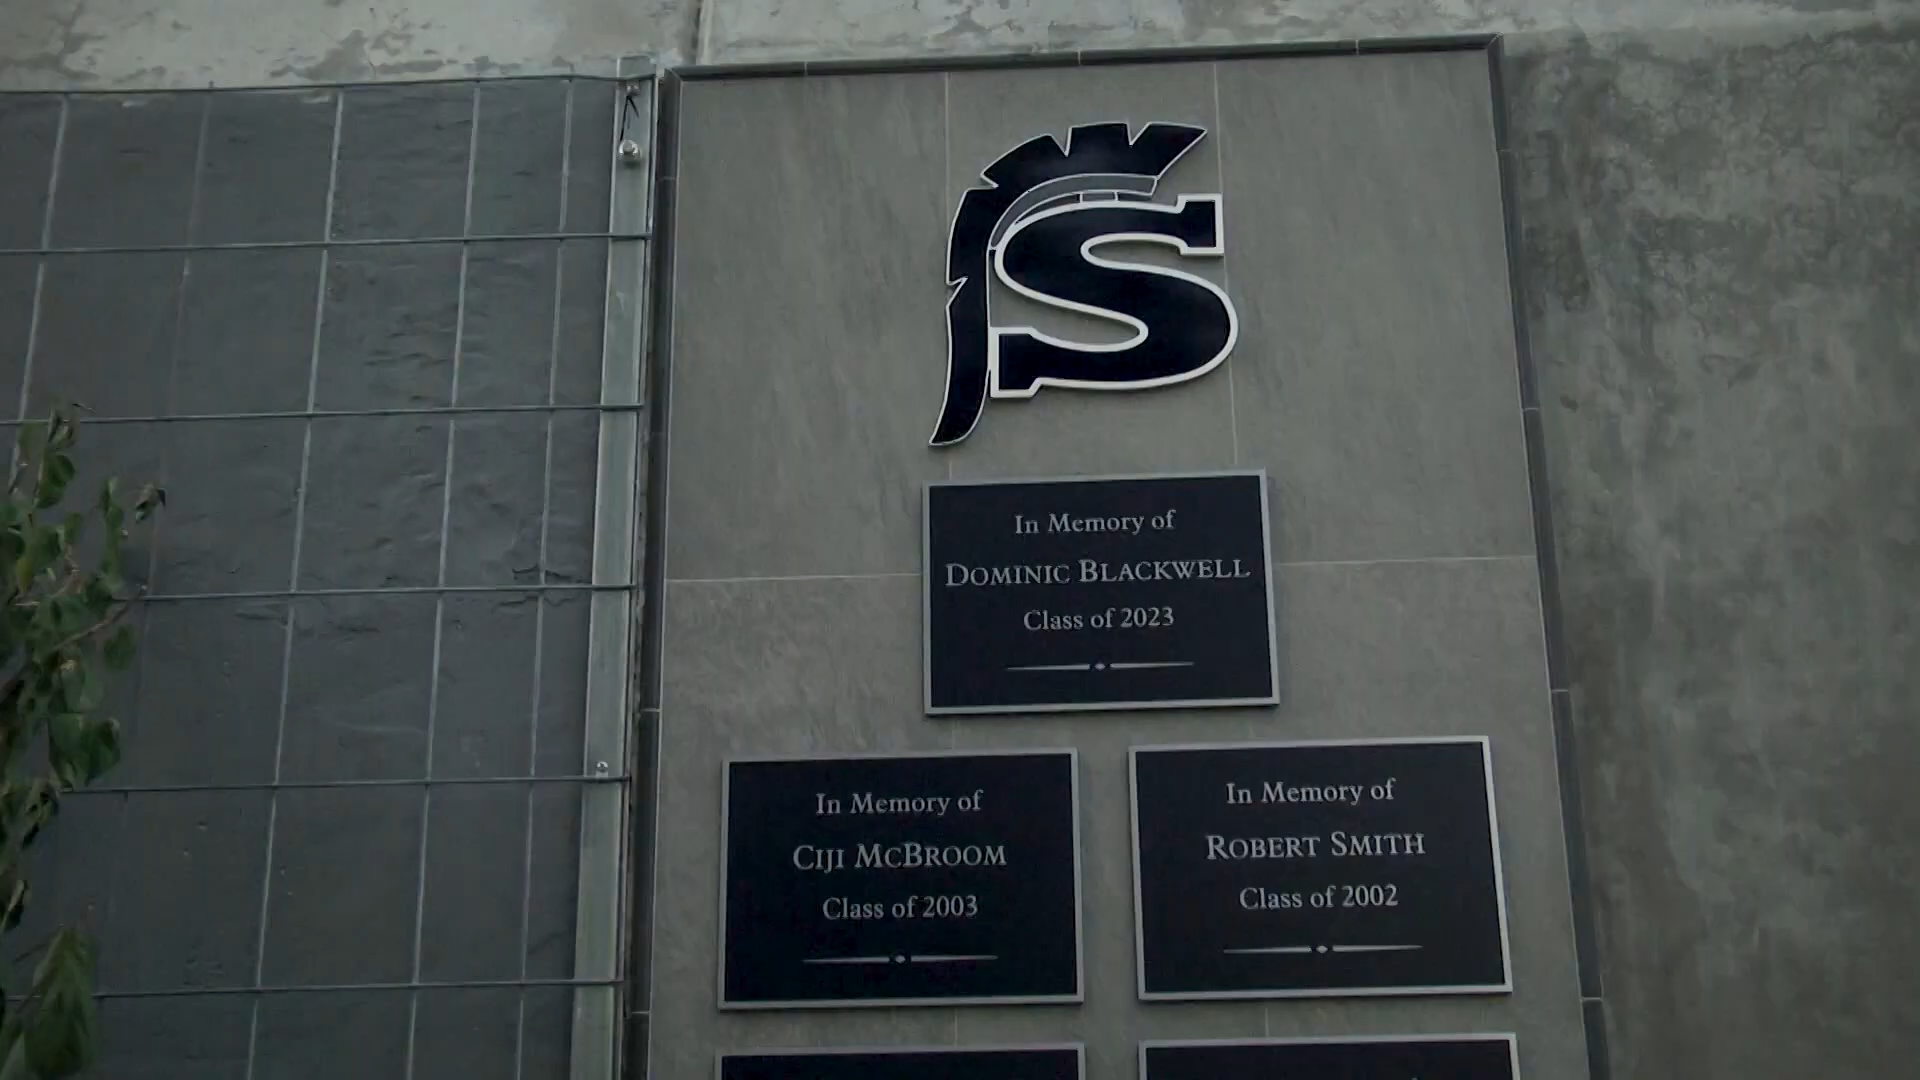 S
In Memory of
DOMINIC BLACKWELL
Class of 2023
In Memory of
CIJI MCBROOM
Class of 2003
In Memory of
ROBERT SMITH
Class of 2002